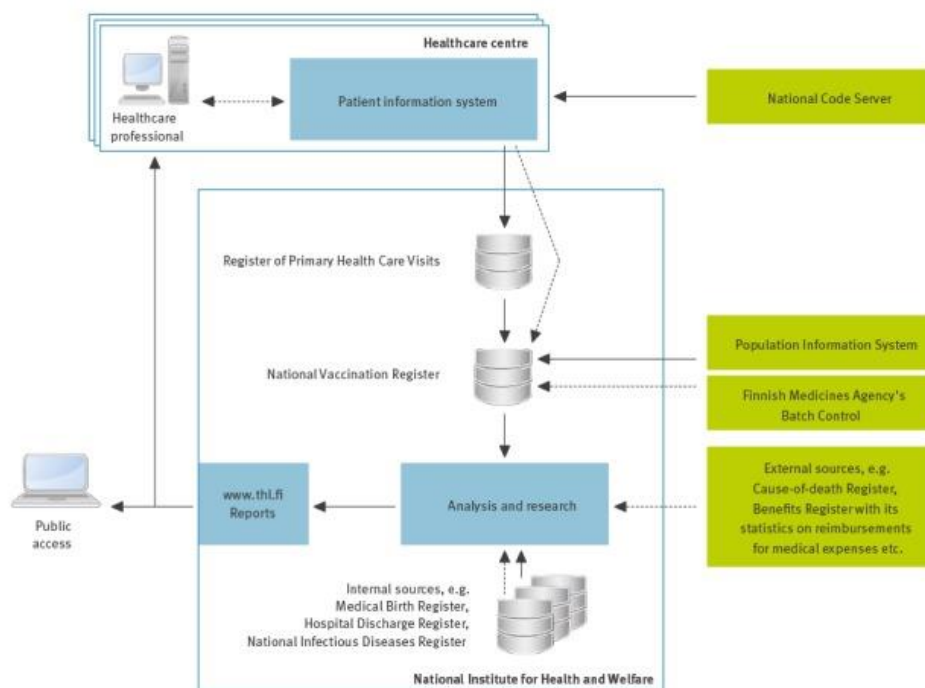 Healthcare centre
Patient information system
Healthcare
professional
National Code Server
Register of Primary Health Care Visits
National Vaccination Register
Population Information System
Finnish Medicines Agency's
Batch Control
External sources, e.g.
Cause-of-death Register,
Benefits Register with its
statistics on reimbursements
for medical expenses etc.
Analysis and research
www.thl.fi
Reports
Public
access
Internal sources, e.g.
Medical Birth Register,
Hospital Discharge Register,
National Infectious Diseases Register
National Institute for Health and Welfare